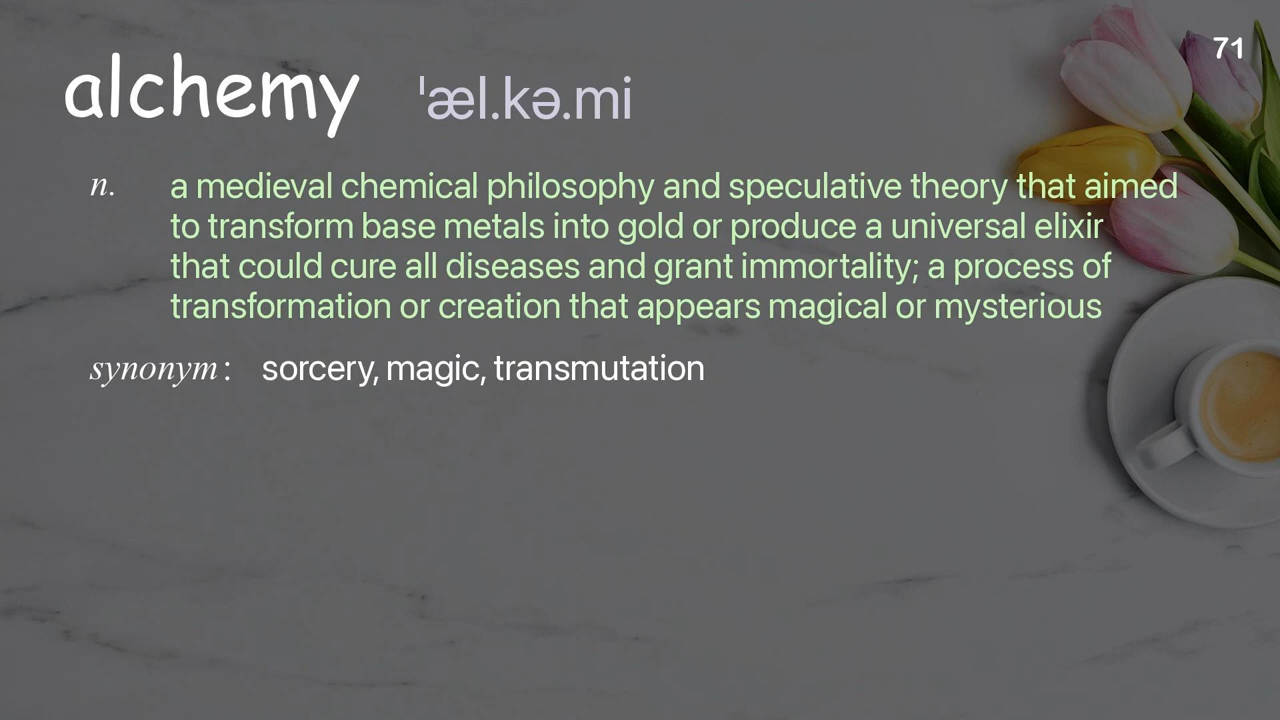 71
alchemy ˈæl.kə.mi
n. a medieval chemical philosophy and speculative theory that aimed
to transform base metals into gold or produce a universal elixir
that could cure all diseases and grant immortality; a process of
transformation or creation that appears magical or mysterious
synonym: sorcery, magic, transmutation